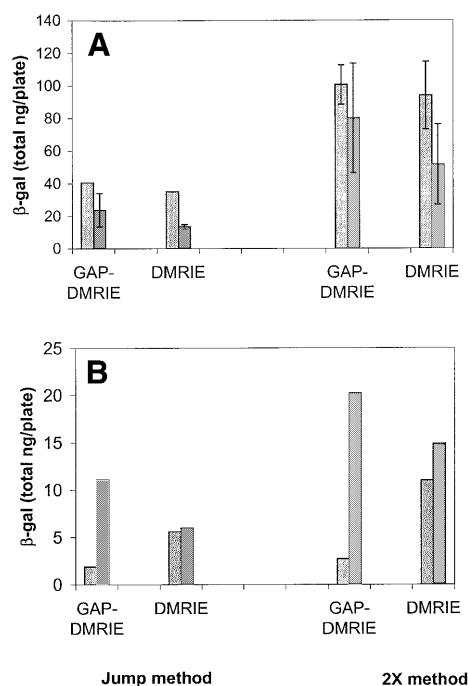 A
β-gal (total ng/plate)
140
120
100
80
60
40
20
0
GAP-
DMRIE
DMRIE
GAP-
DMRIE
DMRIE
B
β-gal (total ng/plate)
25
20
15
10
5
0
GAP-
DMRIE
DMRIE
GAP-
DMRIE
DMRIE
Jump method
2X method